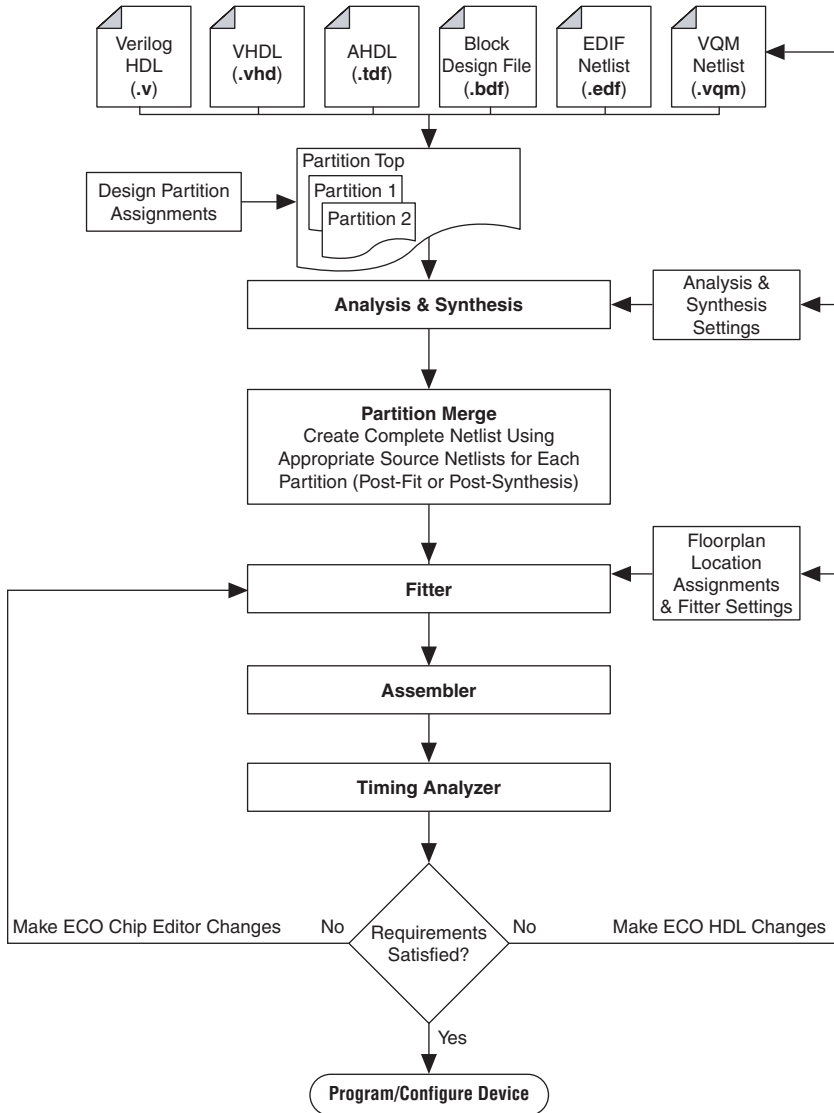 Verilog
HDL
(.v)
VHDL
(.vhd)
AHDL
(.tdf)
Block
Design File
(.bdf)
EDIF
Netlist
(.edf)
VQM
Netlist
(.vqm)
Partition Top
Partition 1
Partition 2
Design Partition
Assignments
Analysis & Synthesis
Analysis &
Synthesis
Settings
Partition Merge
Create Complete Netlist Using
Appropriate Source Netlists for Each
Partition (Post-Fit or Post-Synthesis)
Fitter
Floorplan
Location
Assignments
& Fitter Settings
Assembler
Timing Analyzer
Make ECO Chip Editor Changes
No
Requirements
Satisfied?
No
Make ECO HDL Changes
Yes
Program/Configure Device